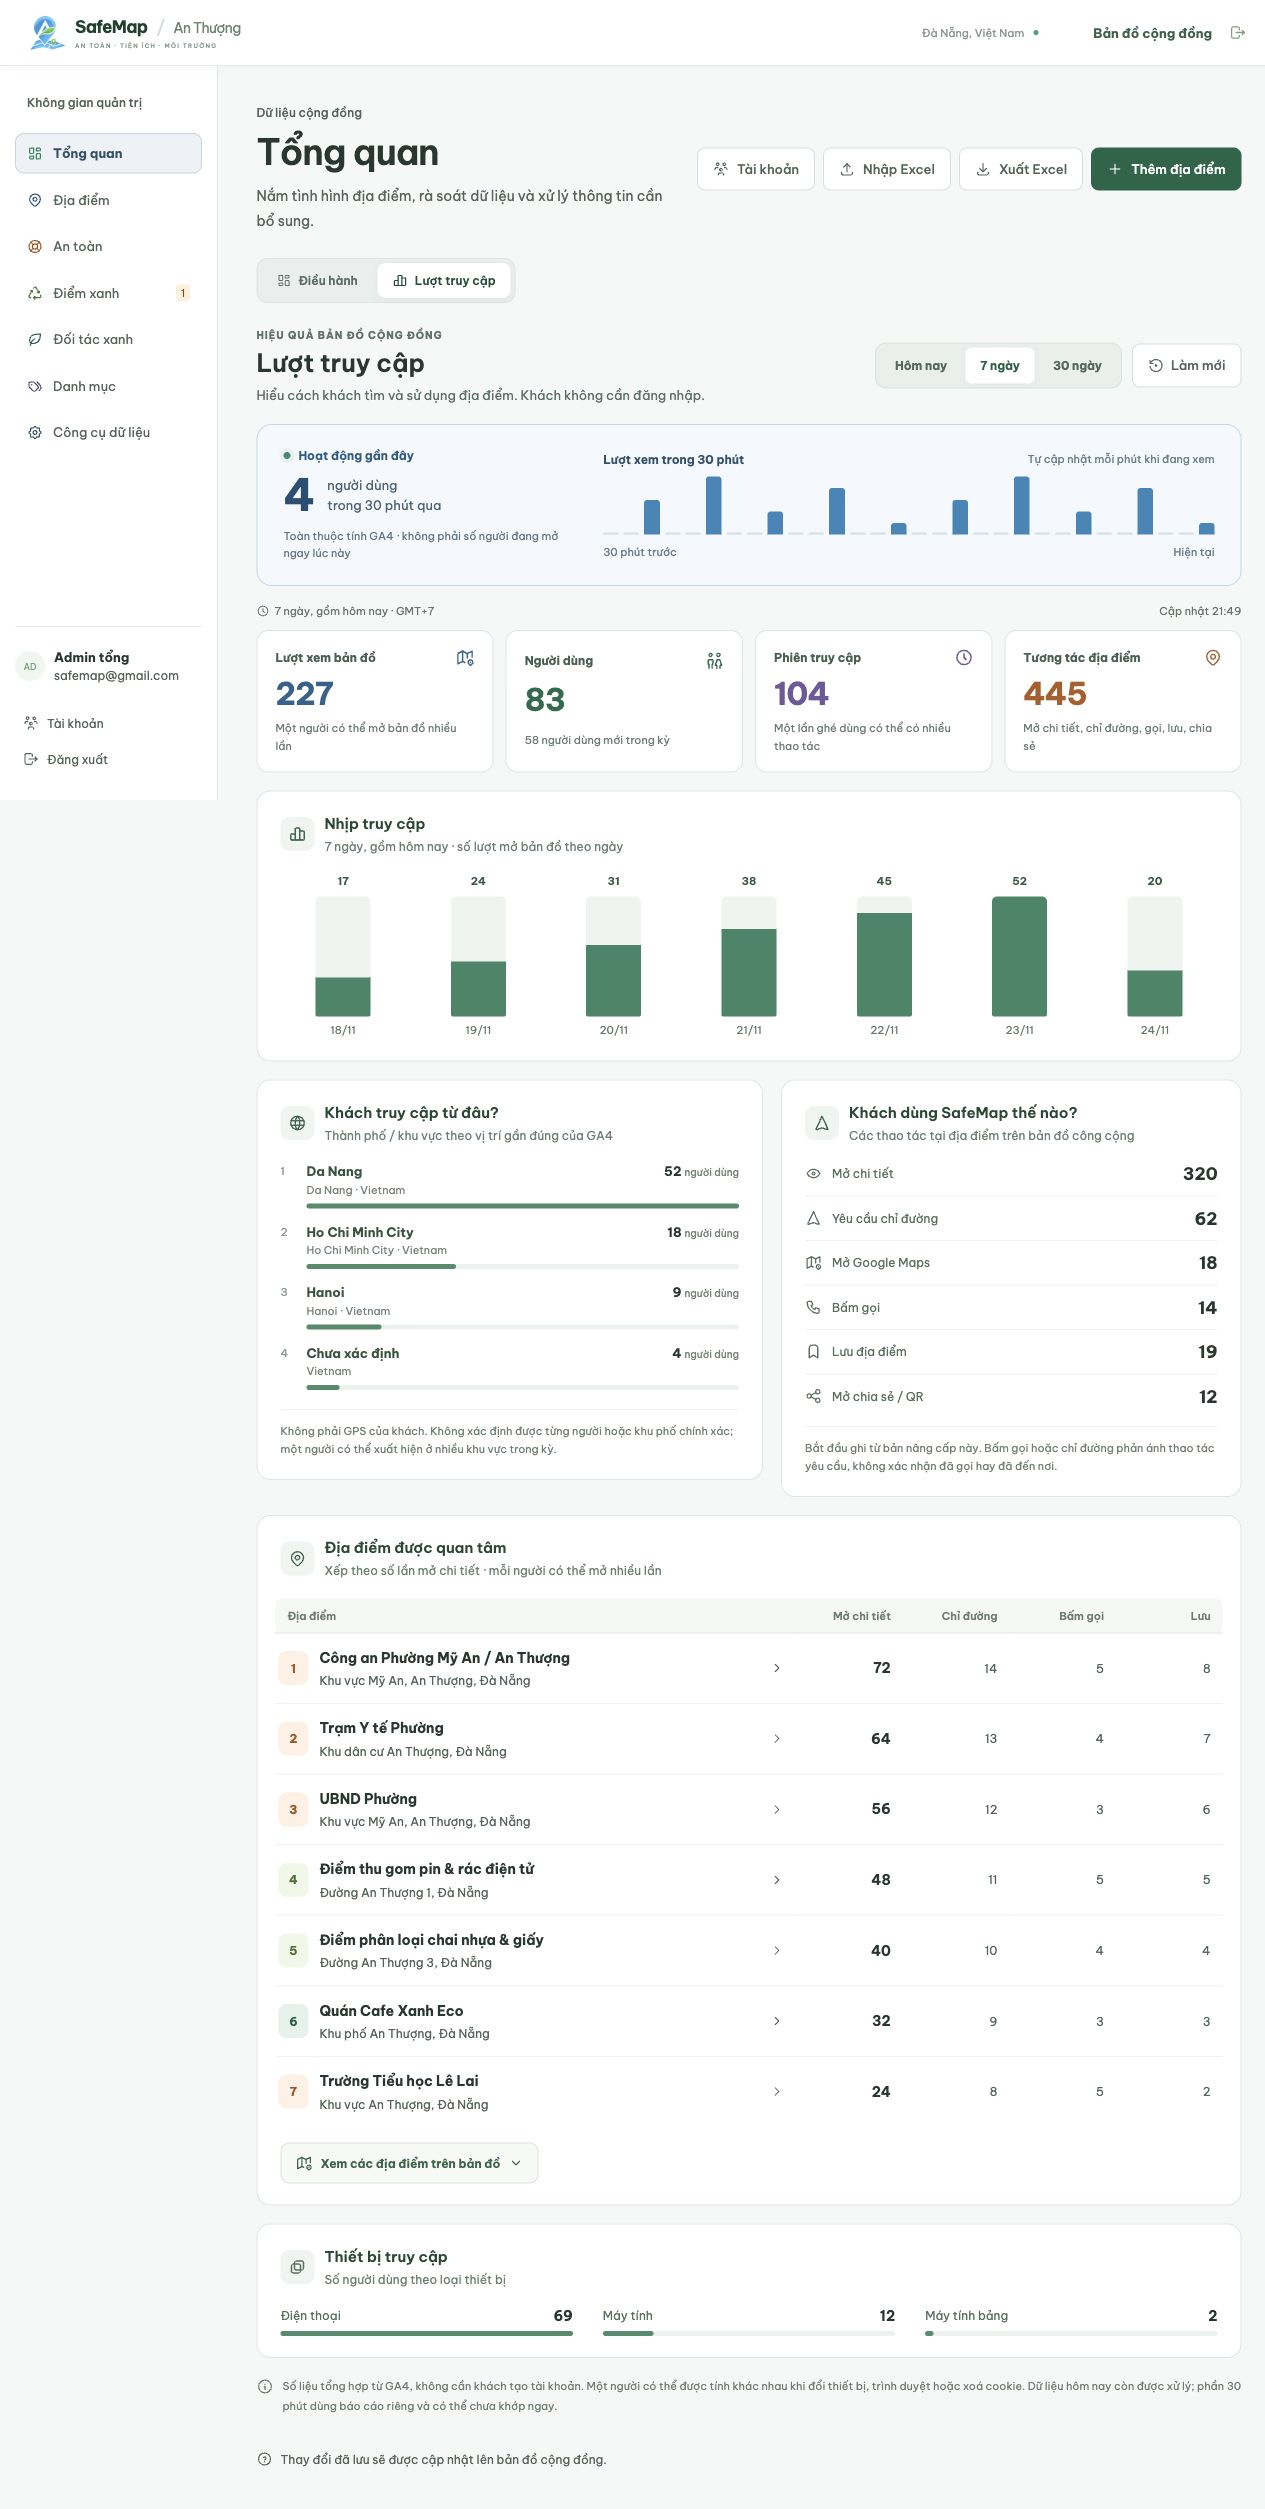 SafeMap / An Thượng
AN TOÀN · TIỆN ÍCH · MÔI TRƯỜNG
Đà Nẵng, Việt Nam
Bản đồ cộng đồng
Không gian quản trị
Tổng quan
Địa điểm
An toàn
Điểm xanh 1
Đối tác xanh
Danh mục
Công cụ dữ liệu
AD
Admin tổng
safemap@gmail.com
Tài khoản
Đăng xuất
Dữ liệu cộng đồng
Tổng quan
Nắm tình hình địa điểm, rà soát dữ liệu và xử lý thông tin cần
bổ sung.
Tài khoản
Nhập Excel
Xuất Excel
Thêm địa điểm
Điều hành
Lượt truy cập
HIỆU QUẢ BẢN ĐỒ CỘNG ĐỒNG
Lượt truy cập
Hiểu cách khách tìm và sử dụng địa điểm. Khách không cần đăng nhập.
Hôm nay
7 ngày
30 ngày
Làm mới
Hoạt động gần đây
4 người dùng
trong 30 phút qua
Toàn thuộc tính GA4 · không phải số người đang mở
ngay lúc này
Lượt xem trong 30 phút
Tự cập nhật mỗi phút khi đang xem
30 phút trước
Hiện tại
7 ngày, gồm hôm nay · GMT+7
Cập nhật 21:49
Lượt xem bản đồ
227
Một người có thể mở bản đồ nhiều
lần
Người dùng
83
58 người dùng mới trong kỳ
Phiên truy cập
104
Một lần ghé dùng có thể có nhiều
thao tác
Tương tác địa điểm
445
Mở chi tiết, chỉ đường, gọi, lưu, chia
sẻ
Nhịp truy cập
7 ngày, gồm hôm nay · số lượt mở bản đồ theo ngày
17 24 31 38 45 52 20
18/11 19/11 20/11 21/11 22/11 23/11 24/11
Khách truy cập từ đâu?
Thành phố / khu vực theo vị trí gần đúng của GA4
1 Da Nang 52 người dùng
Da Nang · Vietnam
2 Ho Chi Minh City 18 người dùng
Ho Chi Minh City · Vietnam
3 Hanoi 9 người dùng
Hanoi · Vietnam
4 Chưa xác định 4 người dùng
Vietnam
Không phải GPS của khách. Không xác định được từng người hoặc khu phố chính xác;
một người có thể xuất hiện ở nhiều khu vực trong kỳ.
Khách dùng SafeMap thế nào?
Các thao tác tại địa điểm trên bản đồ công cộng
Mở chi tiết 320
Yêu cầu chỉ đường 62
Mở Google Maps 18
Bấm gọi 14
Lưu địa điểm 19
Mở chia sẻ / QR 12
Bắt đầu ghi từ bản nâng cấp này. Bấm gọi hoặc chỉ đường phản ánh thao tác
yêu cầu, không xác nhận đã gọi hay đã đến nơi.
Địa điểm được quan tâm
Xếp theo số lần mở chi tiết · mỗi người có thể mở nhiều lần
Địa điểm Mở chi tiết Chỉ đường Bấm gọi Lưu
1 Công an Phường Mỹ An / An Thượng 72 14 5 8
Khu vực Mỹ An, An Thượng, Đà Nẵng
2 Trạm Y tế Phường 64 13 4 7
Khu dân cư An Thượng, Đà Nẵng
3 UBND Phường 56 12 3 6
Khu vực Mỹ An, An Thượng, Đà Nẵng
4 Điểm thu gom pin & rác điện tử 48 11 5 5
Đường An Thượng 1, Đà Nẵng
5 Điểm phân loại chai nhựa & giấy 40 10 4 4
Đường An Thượng 3, Đà Nẵng
6 Quán Cafe Xanh Eco 32 9 3 3
Khu phố An Thượng, Đà Nẵng
7 Trường Tiểu học Lê Lai 24 8 5 2
Khu vực An Thượng, Đà Nẵng
Xem các địa điểm trên bản đồ
Thiết bị truy cập
Số người dùng theo loại thiết bị
Điện thoại 69 Máy tính 12 Máy tính bảng 2
Số liệu tổng hợp từ GA4, không cần khách tạo tài khoản. Một người có thể được tính khác nhau khi đổi thiết bị, trình duyệt hoặc xoá cookie. Dữ liệu hôm nay còn được xử lý; phần 30
phút dùng báo cáo riêng và có thể chưa khớp ngay.
Thay đổi đã lưu sẽ được cập nhật lên bản đồ cộng đồng.